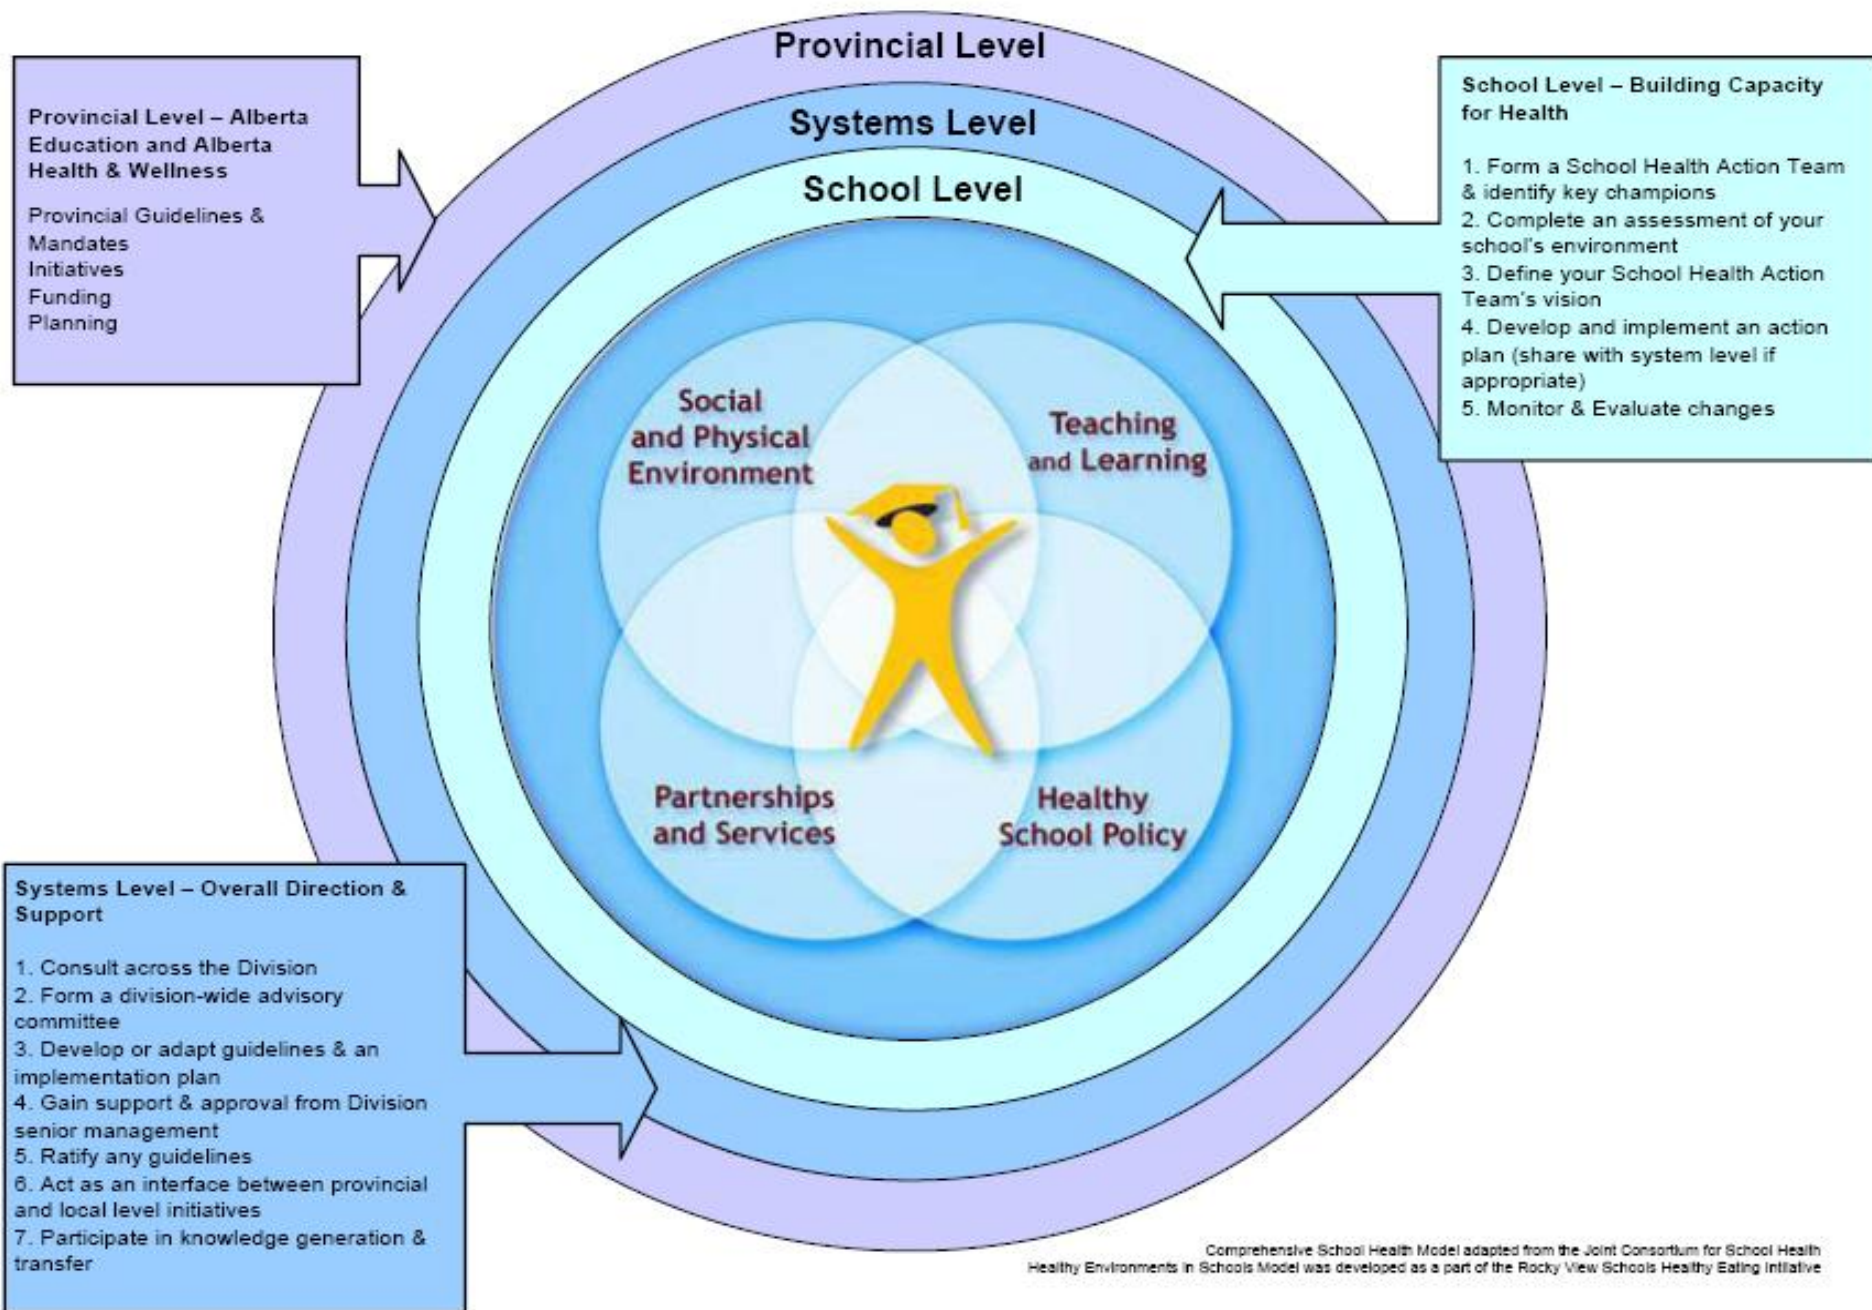 Provincial Level
Systems Level
School Level
Provincial Level – Alberta
Education and Alberta
Health & Wellness
Provincial Guidelines &
Mandates
Initiatives
Funding
Planning
School Level – Building Capacity
for Health
1. Form a School Health Action Team
& identify key champions
2. Complete an assessment of your
school's environment
3. Define your School Health Action
Team's vision
4. Develop and implement an action
plan (share with system level if
appropriate)
5. Monitor & Evaluate changes
Social
and Physical
Environment
Teaching
and Learning
Partnerships
and Services
Healthy
School Policy
Systems Level – Overall Direction &
Support
1. Consult across the Division
2. Form a division-wide advisory
committee
3. Develop or adapt guidelines & an
implementation plan
4. Gain support & approval from Division
senior management
5. Ratify any guidelines
6. Act as an interface between provincial
and local level initiatives
7. Participate in knowledge generation &
transfer
Comprehensive School Health Model adapted from the Joint Consortium for School Health
Healthy Environments in Schools Model was developed as a part of the Rocky View Schools Healthy Eating Initiative